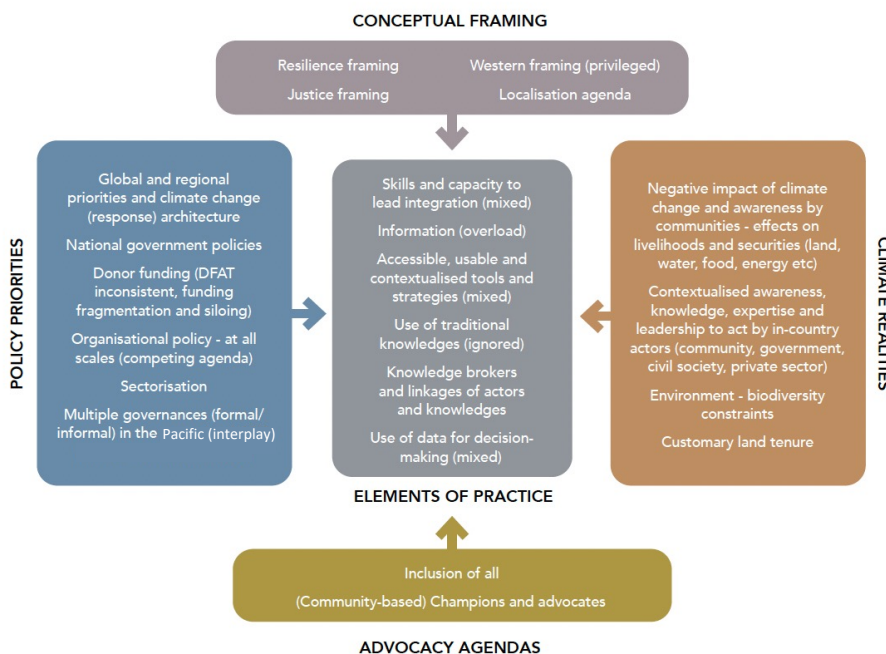 CONCEPTUAL FRAMING
Resilience framing
Western framing (privileged)
Justice framing
Localisation agenda
POLICY PRIORITIES
Global and regional
priorities and climate change
(response) architecture
National government policies
Donor funding (DFAT
inconsistent, funding
fragmentation and siloing)
Organisational policy - at all
scales (competing agenda)
Sectorisation
Multiple governances (formal/
informal) in the Pacific (interplay)
Skills and capacity to
lead integration (mixed)
Information (overload)
Accessible, usable and
contextualised tools and
strategies (mixed)
Use of traditional
knowledges (ignored)
Knowledge brokers
and linkages of actors
and knowledges
Use of data for decision-
making (mixed)
ELEMENTS OF PRACTICE
Negative impact of climate
change and awareness by
communities - effects on
livelihoods and securities (land,
water, food, energy etc)
Contextualised awareness,
knowledge, expertise and
leadership to act by in-country
actors (community, government,
civil society, private sector)
Environment - biodiversity
constraints
Customary land tenure
CLIMATE REALITIES
Inclusion of all
(Community-based) Champions and advocates
ADVOCACY AGENDAS